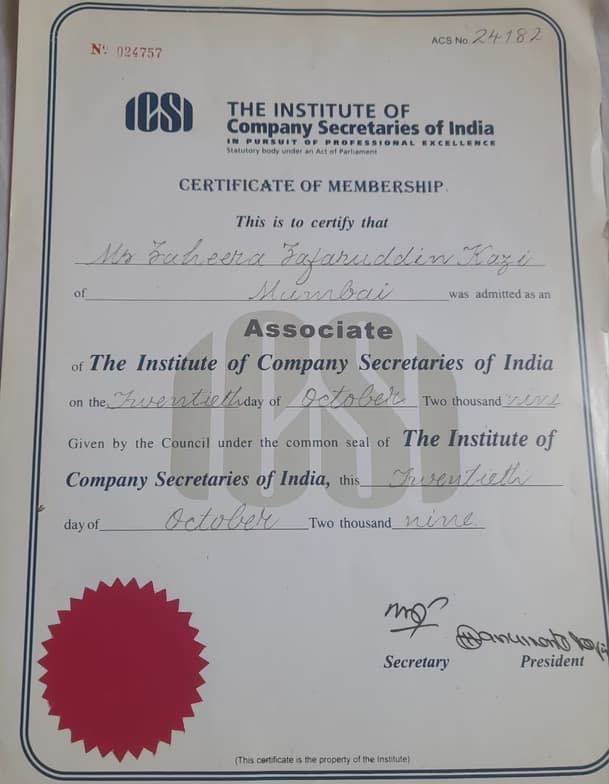 Nº 024757
ACS No. 24182
ICSI
THE INSTITUTE OF
Company Secretaries of India
IN PURSUIT OF PROFESSIONAL EXCELLENCE
Statutory body under an Act of Parliament
CERTIFICATE OF MEMBERSHIP
This is to certify that
Ms Zaheera Zafaruddin Kazi
of Mumbai was admitted as an
Associate
of The Institute of Company Secretaries of India
on the Twentieth day of October Two thousand nine
Given by the Council under the common seal of The Institute of
Company Secretaries of India, this Twentieth
day of October Two thousand nine
Secretary President
(This certificate is the property of the Institute)